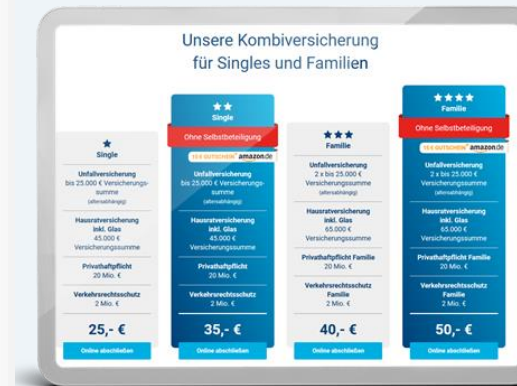 Unsere Kombiversicherung
für Singles und Familien
Single
Unfallversicherung
bis 25.000 € Versicherungs-
summe
(altersabhängig)
Hausratversicherung
inkl. Glas
45.000 €
Versicherungssumme
Privathaftpflicht
20 Mio. €
Verkehrsrechtsschutz
2 Mio. €
25,- €
Online abschließen
Single
Ohne Selbstbeteiligung
15 € GUTSCHEIN* amazon.de
Unfallversicherung
bis 25.000 € Versicherungs-
summe
(altersabhängig)
Hausratversicherung
inkl. Glas
45.000 €
Versicherungssumme
Privathaftpflicht
20 Mio. €
Verkehrsrechtsschutz
2 Mio. €
35,- €
Online abschließen
Familie
Unfallversicherung
2 x bis 25.000 €
Versicherungssumme
(altersabhängig)
Hausratversicherung
inkl. Glas
65.000 €
Versicherungssumme
Privathaftpflicht Familie
20 Mio. €
Verkehrsrechtsschutz
Familie
2 Mio. €
40,- €
Online abschließen
Familie
Ohne Selbstbeteiligung
15 € GUTSCHEIN* amazon.de
Unfallversicherung
2 x bis 25.000 €
Versicherungssumme
(altersabhängig)
Hausratversicherung
inkl. Glas
65.000 €
Versicherungssumme
Privathaftpflicht Familie
20 Mio. €
Verkehrsrechtsschutz
Familie
2 Mio. €
50,- €
Online abschließen